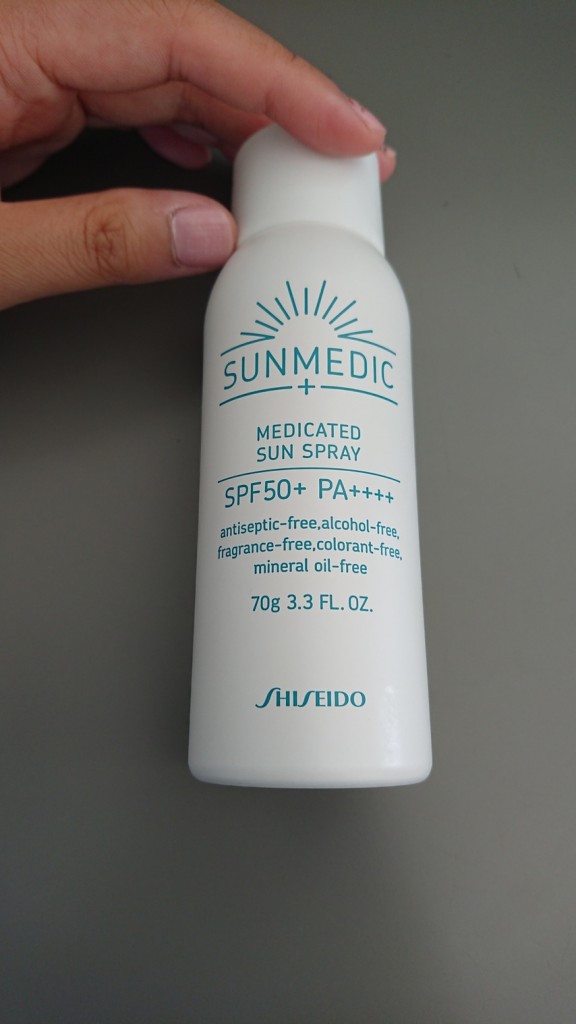 SUNMEDIC
+
MEDICATED
SUN SPRAY
SPF50+ PA++++
antiseptic-free,alcohol-free,
fragrance-free,colorant-free,
mineral oil-free
70g 3.3 FL. OZ.
SHISEIDO